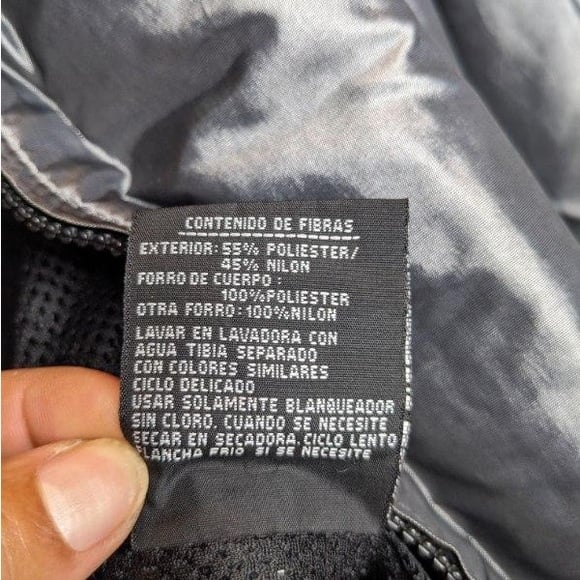 CONTENIDO DE FIBRAS
EXTERIOR: 55% POLIESTER/
45% NILON
FORRO DE CUERPO:
100%POLIESTER
OTRA FORRO: 100%NILON
LAVAR EN LAVADORA CON
AGUA TIBIA SEPARADO
CON COLORES SIMILARES
CICLO DELICADO
USAR SOLAMENTE BLANQUEADOR
SIN CLORO, CUANDO SE NECESITE
SECAR EN SECADORA, CICLO LENTO
PLANCHA FRIO SI SE NECESITE